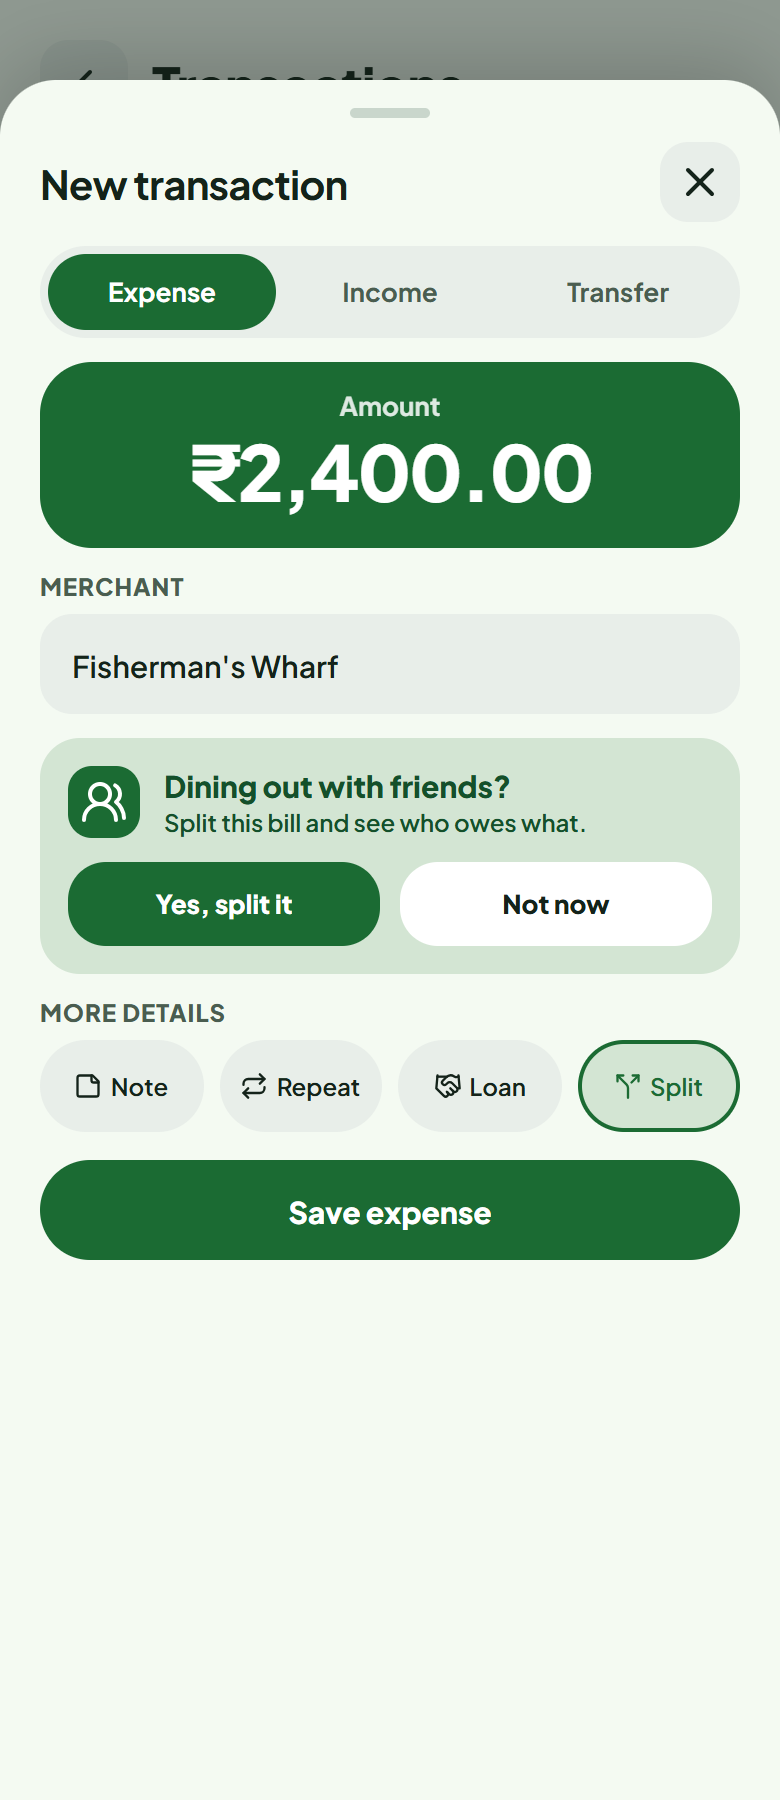 Transactions
New transaction
Expense
Income
Transfer
Amount
₹2,400.00
MERCHANT
Fisherman's Wharf
Dining out with friends?
Split this bill and see who owes what.
Yes, split it
Not now
MORE DETAILS
Note
Repeat
Loan
Split
Save expense